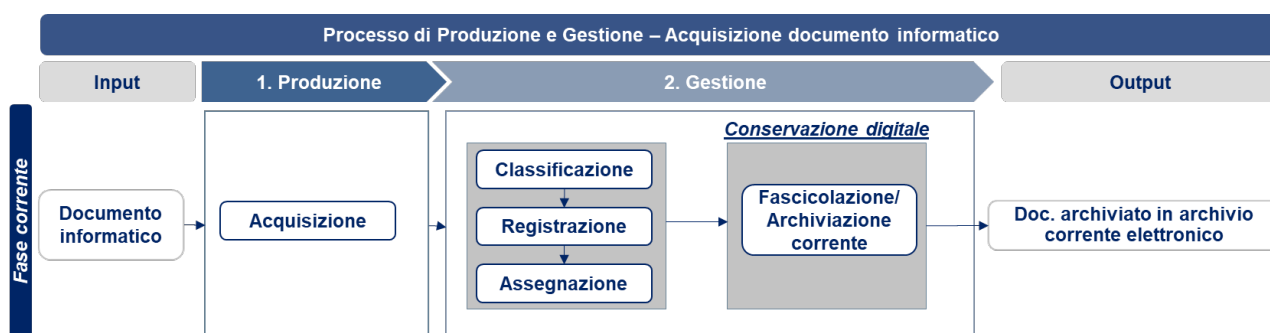 Processo di Produzione e Gestione – Acquisizione documento informatico
Input
1. Produzione
2. Gestione
Output
Fase corrente
Documento
informatico
Acquisizione
Classificazione
Registrazione
Assegnazione
Conservazione digitale
Fascicolazione/
Archiviazione
corrente
Doc. archiviato in archivio
corrente elettronico